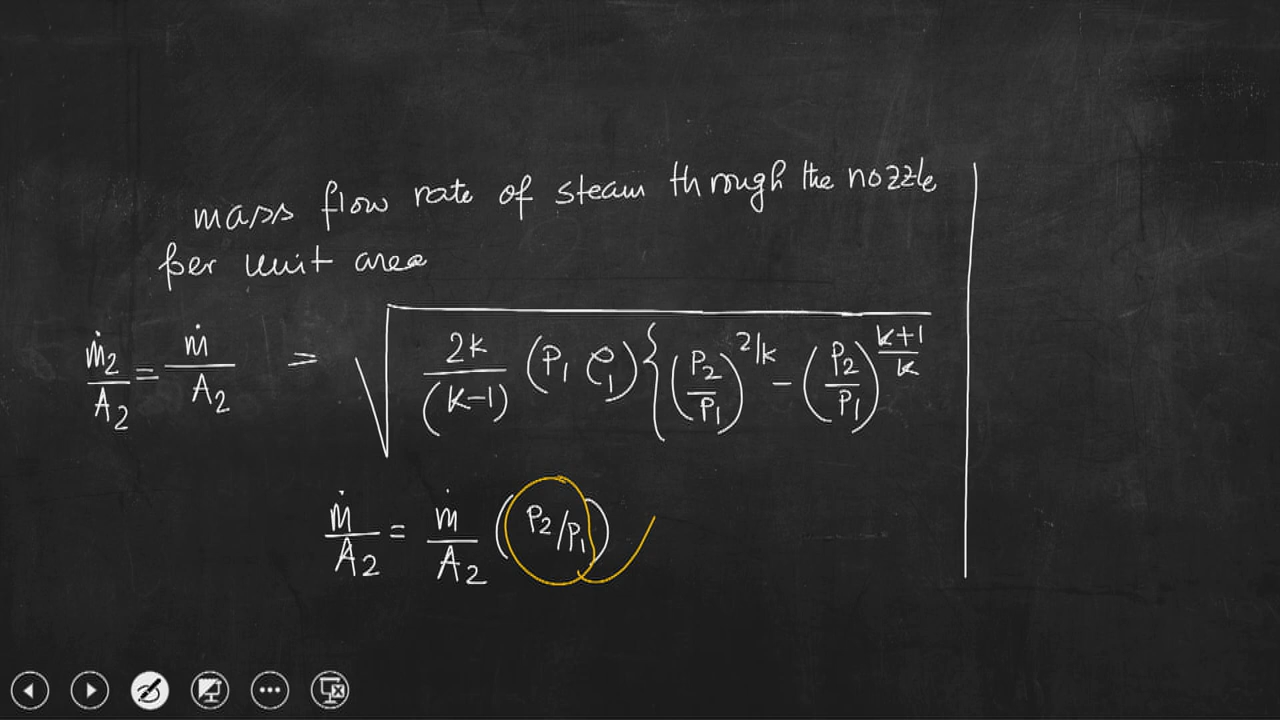 mass flow rate of steam through the nozzle
per unit area
ṁ₂/A₂ = ṁ/A₂ = √( 2k/(k-1) (P₁ ρ₁) { (P₂/P₁)^(2/k) - (P₂/P₁)^((k+1)/k)
ṁ/A₂ = ṁ/A₂ (P₂/P₁)